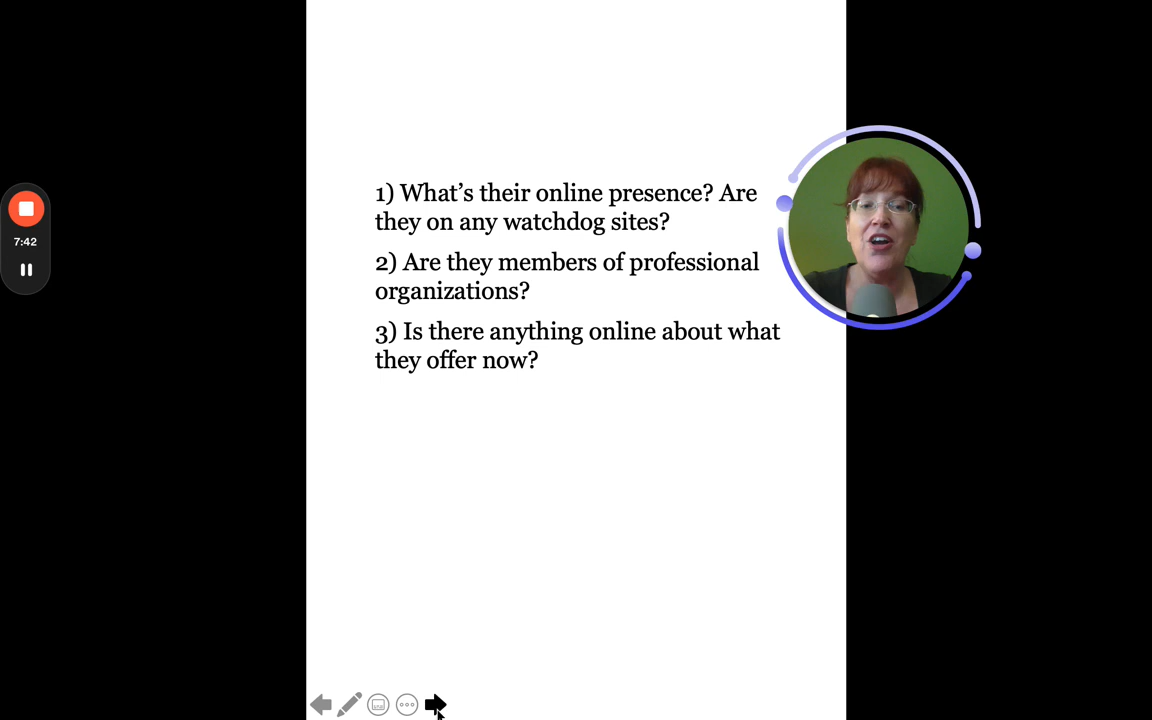 1) What’s their online presence? Are
they on any watchdog sites?
2) Are they members of professional
organizations?
3) Is there anything online about what
they offer now?
7:42